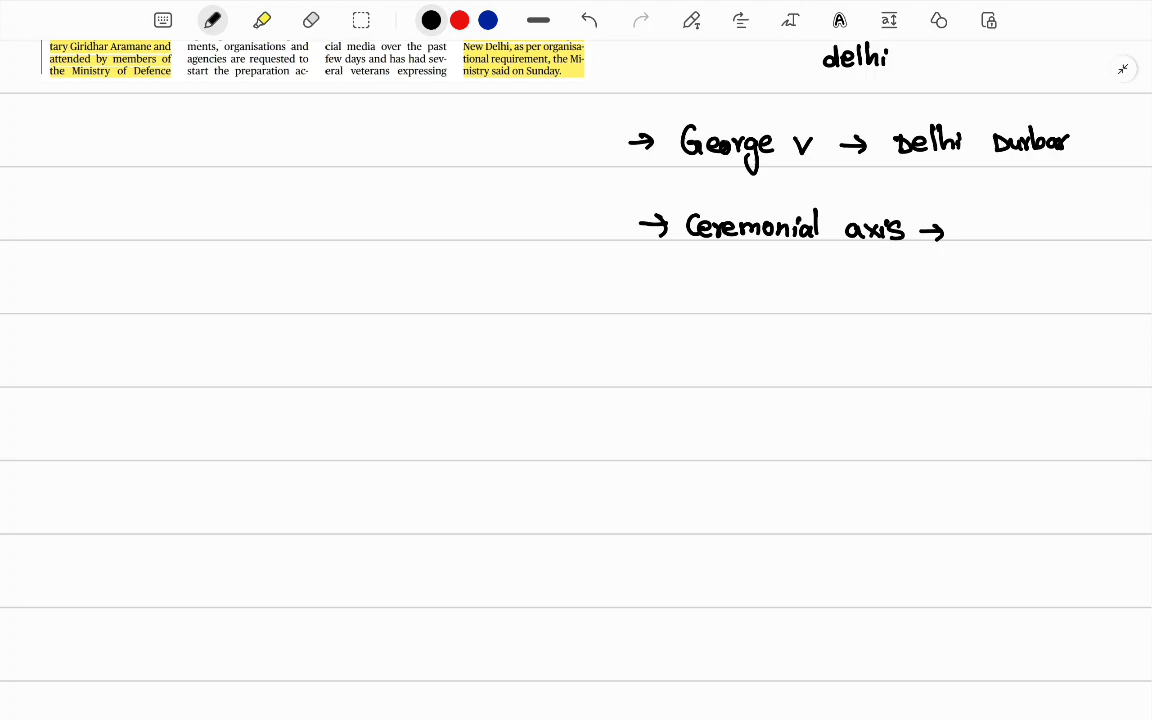 tary Giridhar Aramane and
attended by members of
the Ministry of Defence
ments, organisations and
agencies are requested to
start the preparation ac-
cial media over the past
few days and has had sev-
eral veterans expressing
New Delhi, as per organisa-
tional requirement, the Mi-
nistry said on Sunday.
delhi
→ George V → Delhi Durbar
→ Ceremonial axis →